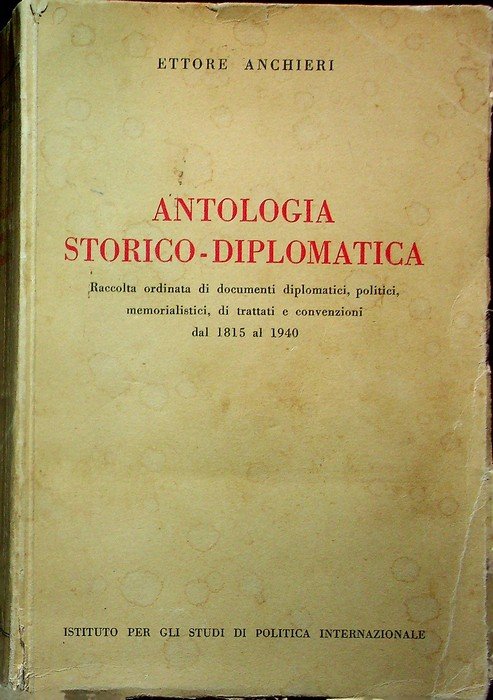 ETTORE ANCHIERI
ANTOLOGIA
STORICO-DIPLOMATICA
Raccolta ordinata di documenti diplomatici, politici,
memorialistici, di trattati e convenzioni
dal 1815 al 1940
ISTITUTO PER GLI STUDI DI POLITICA INTERNAZIONALE